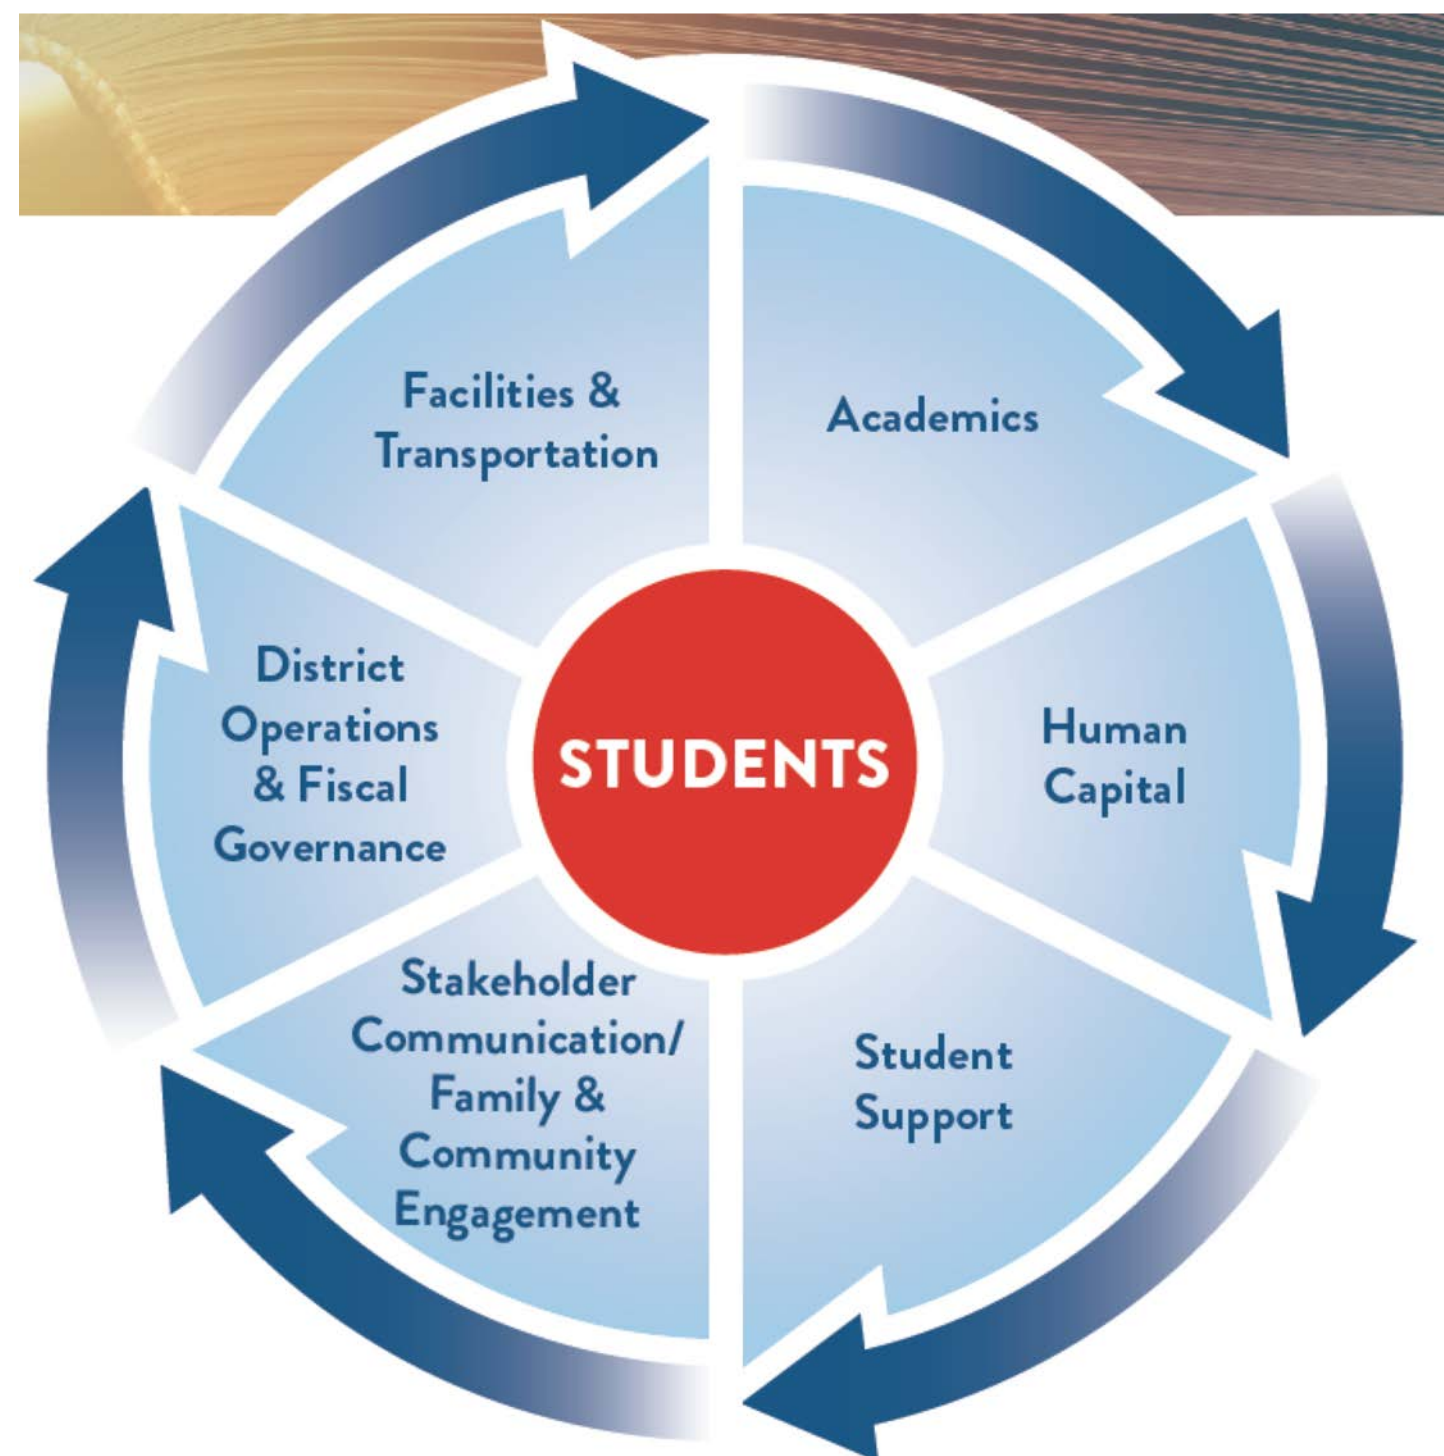 Facilities &
Transportation
Academics
District
Operations
& Fiscal
Governance
STUDENTS
Human
Capital
Stakeholder
Communication/
Family &
Community
Engagement
Student
Support